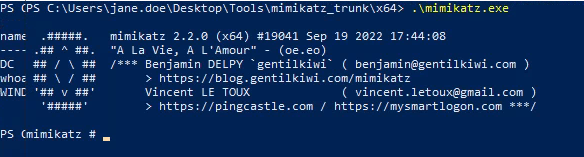 PS CPS C:\Users\jane.doe\Desktop\Tools\mimikatz_trunk\x64> .\mimikatz.exe
name  .#####.   mimikatz 2.2.0 (x64) #19041 Sep 19 2022 17:44:08
---- .## ^ ##.  "A La Vie, A L'Amour" - (oe.eo)
DC   ## / \ ##  /*** Benjamin DELPY `gentilkiwi` ( benjamin@gentilkiwi.com )
whoa ## \ / ##       > https://blog.gentilkiwi.com/mimikatz
WIND '## v ##'       Vincent LE TOUX             ( vincent.letoux@gmail.com )
      '#####'        > https://pingcastle.com / https://mysmartlogon.com ***/
PS Cmimikatz # _